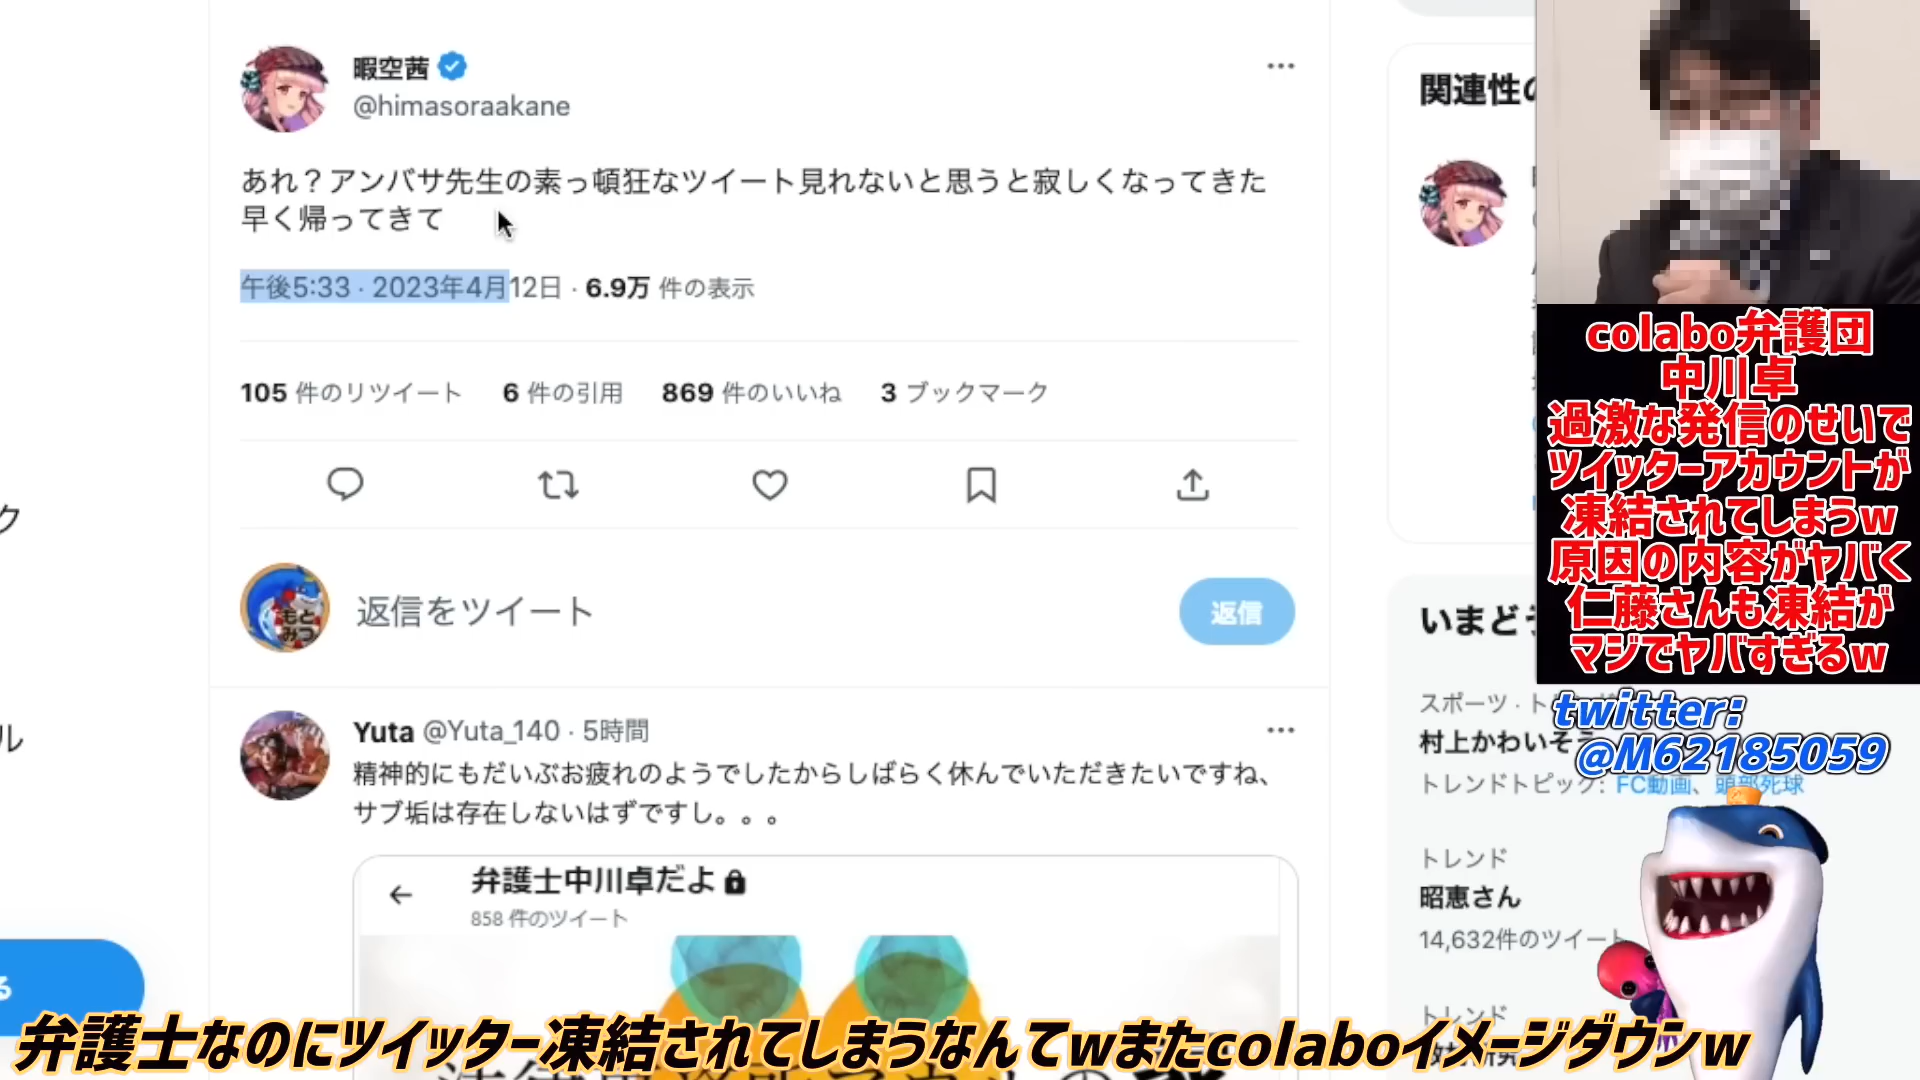 暇空茜
@himasoraakane
あれ？アンバサ先生の素っ頓狂なツイート見れないと思うと寂しくなってきた
早く帰ってきて
午後5:33 · 2023年4月12日 · 6.9万 件の表示
105 件のリツイート 6 件の引用 869 件のいいね 3 ブックマーク
返信をツイート
返信
もと
みつ
Yuta @Yuta_140 · 5時間
精神的にもだいぶお疲れのようでしたからしばらく休んでいただきたいですね、
サブ垢は存在しないはずですし。。。
弁護士中川卓だよ
858 件のツイート
ク
ル
る
関連性の
いまどう
スポーツ · ト
村上かわいそう
トレンドトピック: FC動画、頭部死球
トレンド
昭恵さん
14,632件のツイート
トレンド
colabo弁護団
中川卓
過激な発信のせいで
ツイッターアカウントが
凍結されてしまうw
原因の内容がヤバく
仁藤さんも凍結が
マジでヤバすぎるw
twitter:
@M62185059
弁護士なのにツイッター凍結されてしまうなんてwまたcolaboイメージダウンw